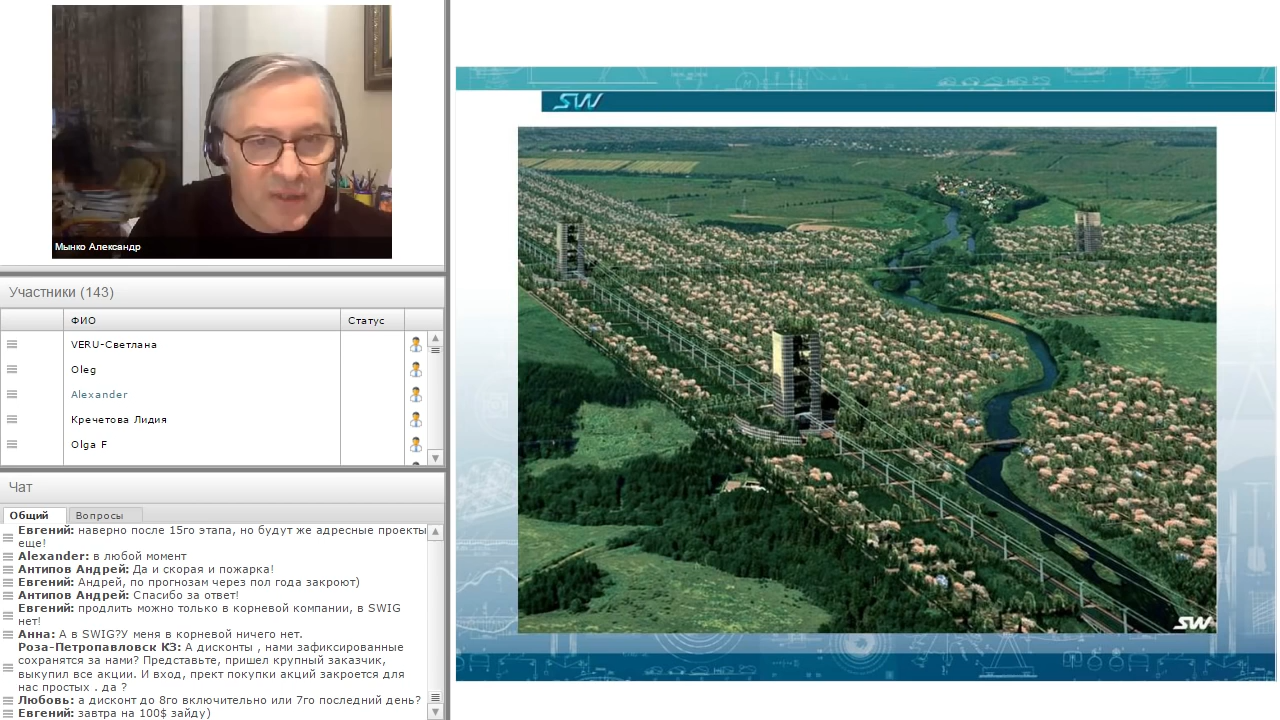 Мынко Александр
Участники (143)
ФИО Статус
VERU-Светлана
Oleg
Alexander
Кречетова Лидия
Olga F
Чат
Общий Вопросы
Евгений: наверно после 15го этапа, но будут же адресные проекты
еще!
Alexander: в любой момент
Антипов Андрей: Да и скорая и пожарка!
Евгений: Андрей, по прогнозам через пол года закроют)
Антипов Андрей: Спасибо за ответ!
Евгений: продлить можно только в корневой компании, в SWIG
нет!
Анна: А в SWIG?У меня в корневой ничего нет.
Роза-Петропавловск КЗ: А дисконты , нами зафиксированные
сохранятся за нами? Представьте, пришел крупный заказчик,
выкупил все акции. И вход, прект покупки акций закроется для
нас простых . да ?
Любовь: а дисконт до 8го включительно или 7го последний день?
Евгений: завтра на 100$ зайду)
SW
SW